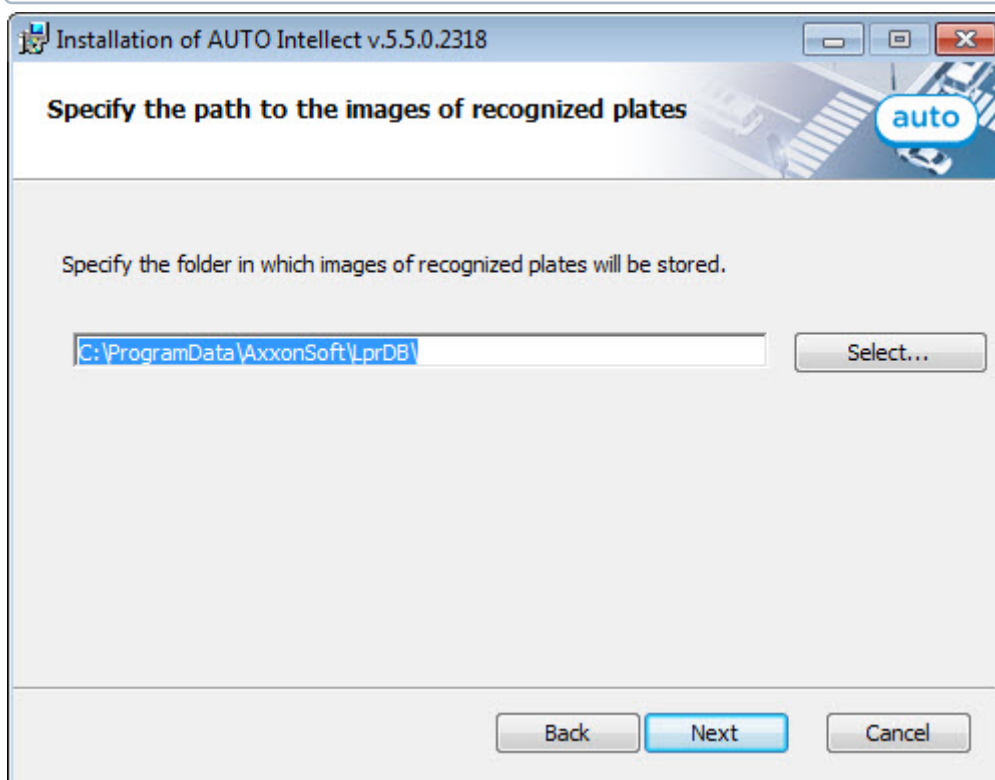 Installation of AUTO Intellect v.5.5.0.2318
Specify the path to the images of recognized plates
auto
Specify the folder in which images of recognized plates will be stored.
C:\ProgramData\AxxonSoft\LprDB\
Select...
Back
Next
Cancel